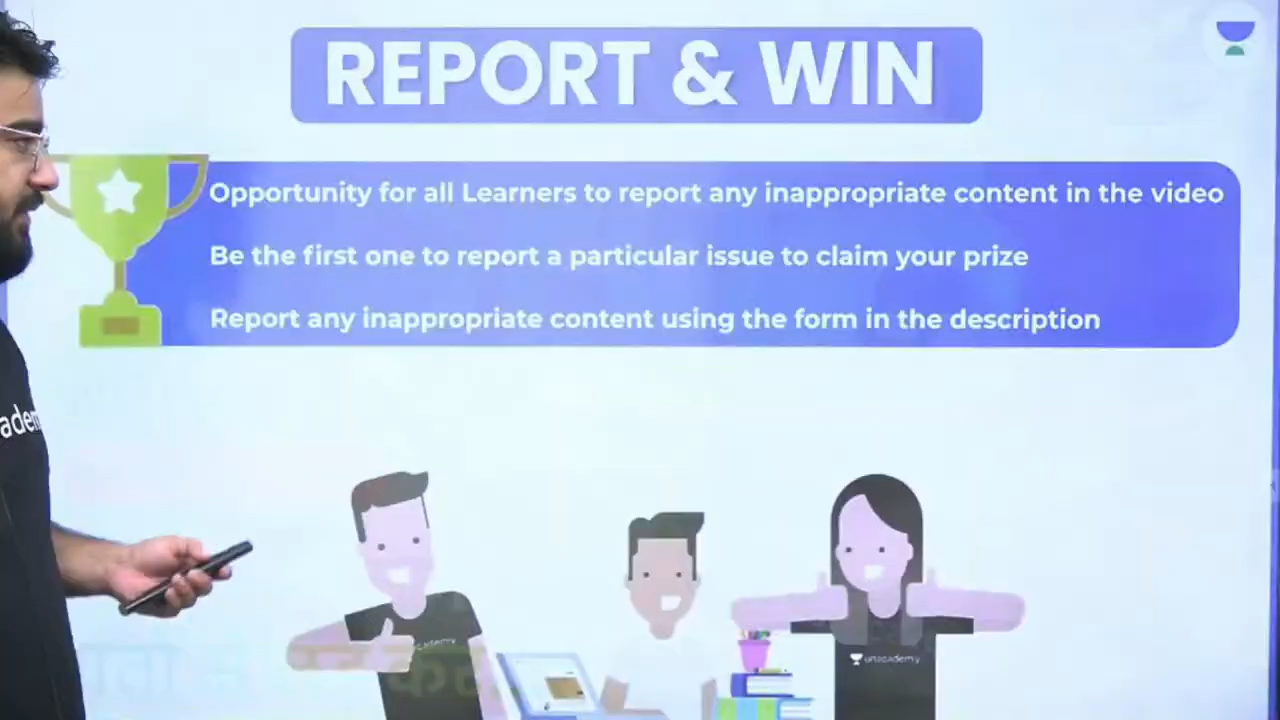 REPORT & WIN
Opportunity for all Learners to report any inappropriate content in the video
Be the first one to report a particular issue to claim your prize
Report any inappropriate content using the form in the description
unacademy